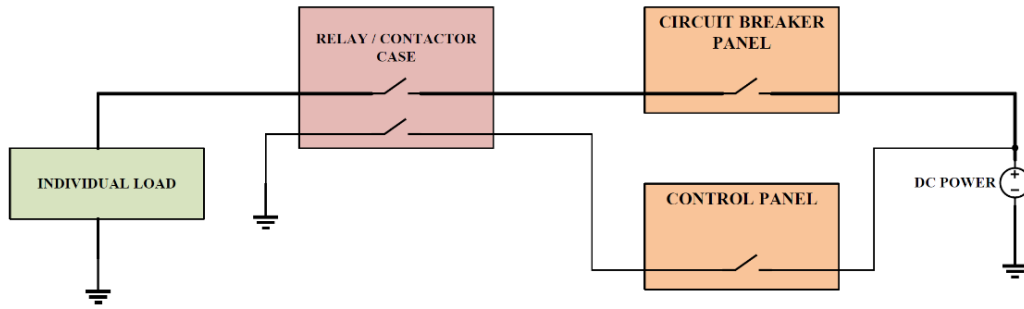 RELAY / CONTACTOR
CASE
CIRCUIT BREAKER
PANEL
INDIVIDUAL LOAD
DC POWER
CONTROL PANEL